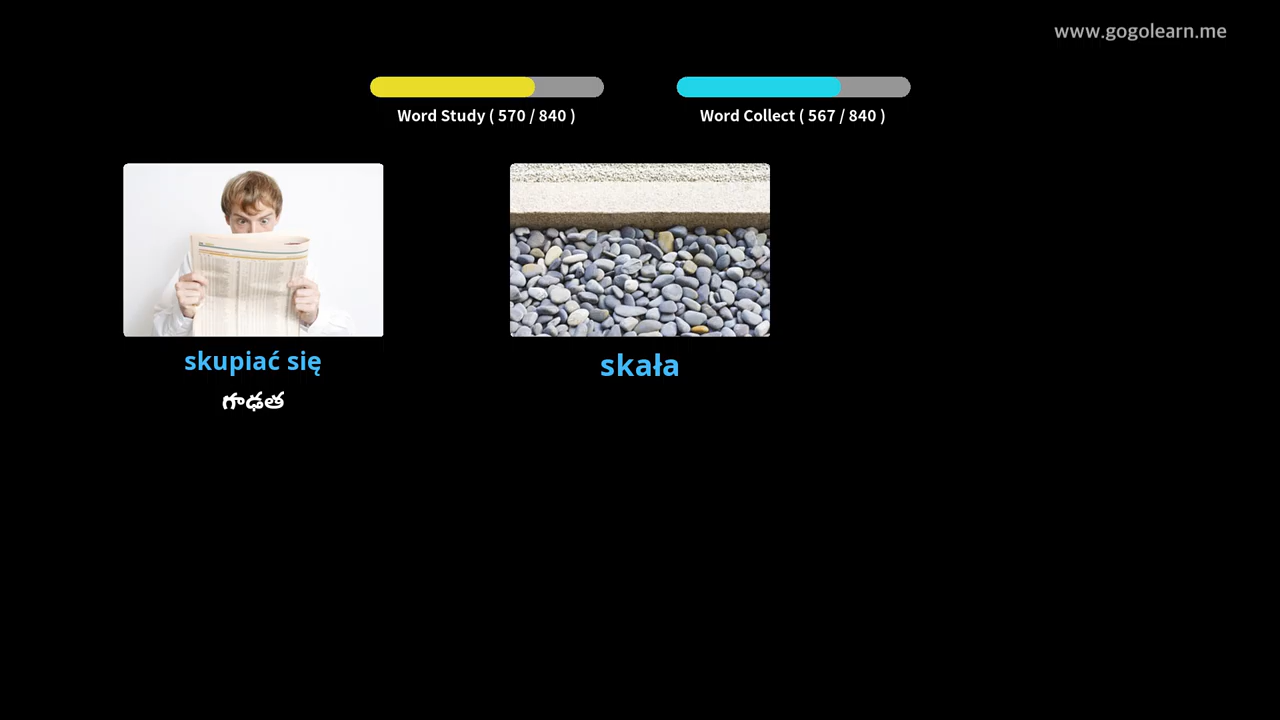 www.gogolearn.me
Word Study ( 570 / 840 )
Word Collect ( 567 / 840 )
skupiać się
గాఢత
skała